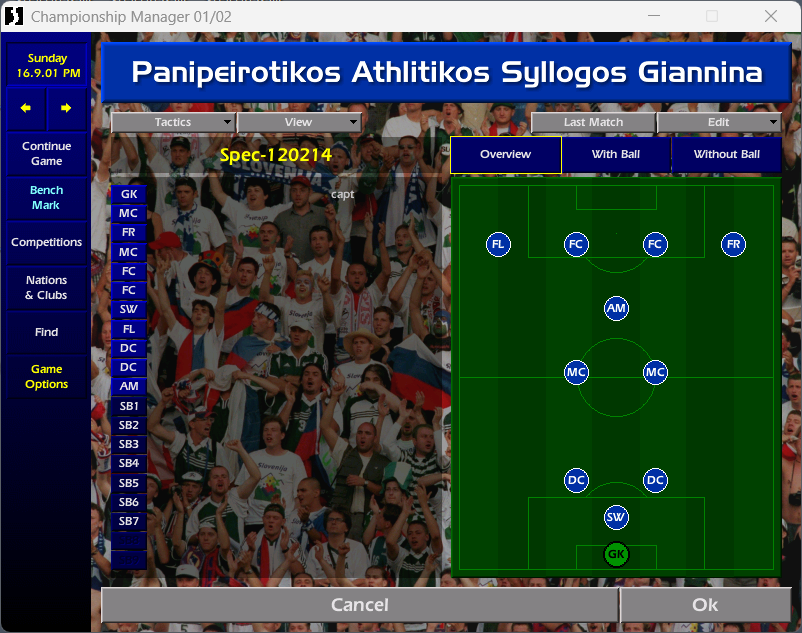 Championship Manager 01/02
Sunday
16.9.01 PM
Panipeirotikos Athlitikos Syllogos Giannina
Continue
Game
Bench
Mark
Competitions
Nations
& Clubs
Find
Game
Options
Tactics
View
Last Match
Edit
Spec-120214
Overview
With Ball
Without Ball
GK
capt
MC
FR
MC
FC
FC
SW
FL
DC
DC
AM
SB1
SB2
SB3
SB4
SB5
SB6
SB7
FL
FC
FC
FR
AM
MC
MC
DC
DC
SW
GK
Slovenija
Cancel
Ok